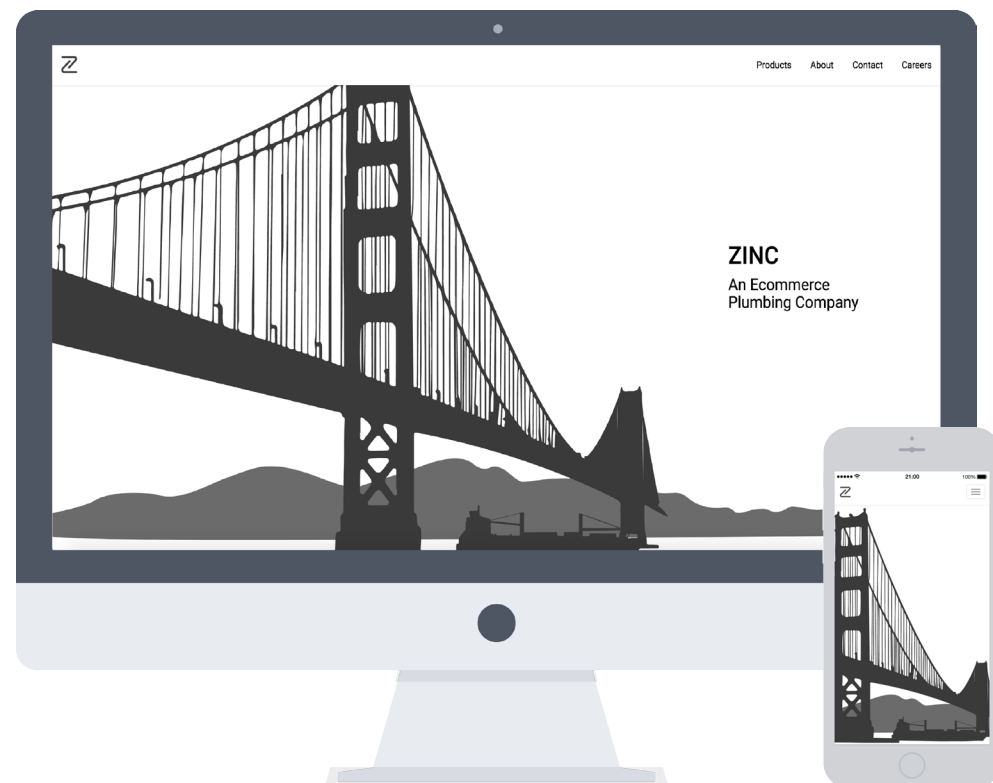 Z
Products About Contact Careers
ZINC
An Ecommerce
Plumbing Company
21:00 100%
Z